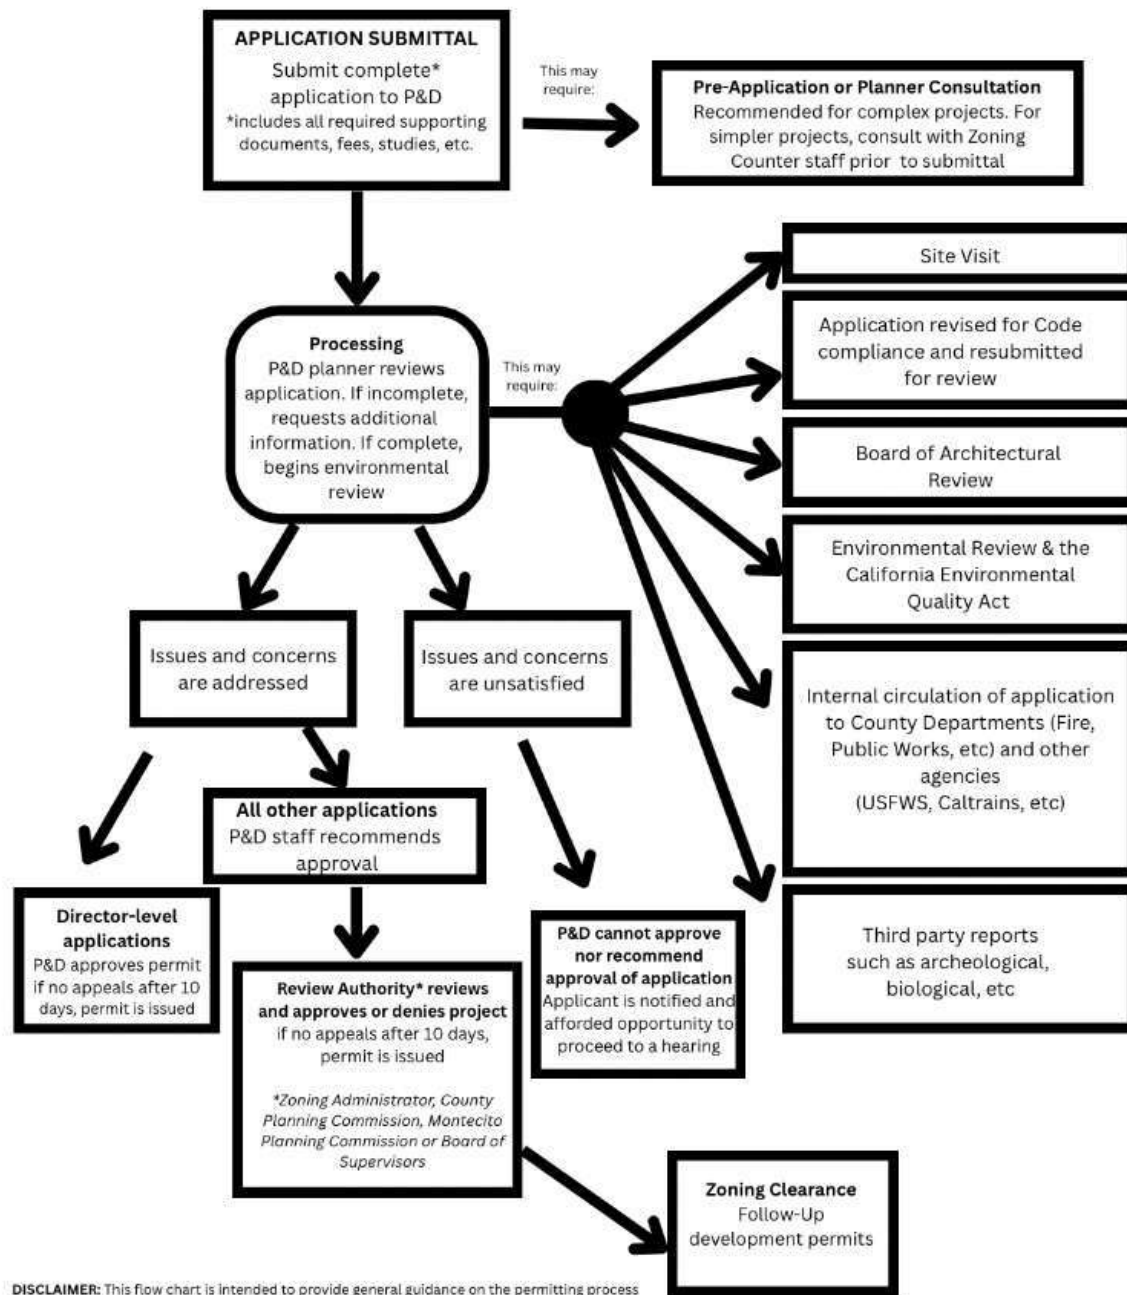 APPLICATION SUBMITTAL
Submit complete*
application to P&D
*includes all required supporting
documents, fees, studies, etc.
This may
require:
Pre-Application or Planner Consultation
Recommended for complex projects. For
simpler projects, consult with Zoning
Counter staff prior to submittal
Processing
P&D planner reviews
application. If incomplete,
requests additional
information. If complete,
begins environmental
review
This may
require:
Site Visit
Application revised for Code
compliance and resubmitted
for review
Board of Architectural
Review
Environmental Review & the
California Environmental
Quality Act
Internal circulation of application
to County Departments (Fire,
Public Works, etc) and other
agencies
(USFWS, Caltrains, etc)
Third party reports
such as archeological,
biological, etc
Issues and concerns
are addressed
Issues and concerns
are unsatisfied
All other applications
P&D staff recommends
approval
Director-level
applications
P&D approves permit
if no appeals after 10
days, permit is issued
Review Authority* reviews
and approves or denies project
if no appeals after 10 days,
permit is issued
*Zoning Administrator, County
Planning Commission, Montecito
Planning Commission or Board of
Supervisors
P&D cannot approve
nor recommend
approval of application
Applicant is notified and
afforded opportunity to
proceed to a hearing
Zoning Clearance
Follow-Up
development permits
DISCLAIMER: This flow chart is intended to provide general guidance on the permitting process